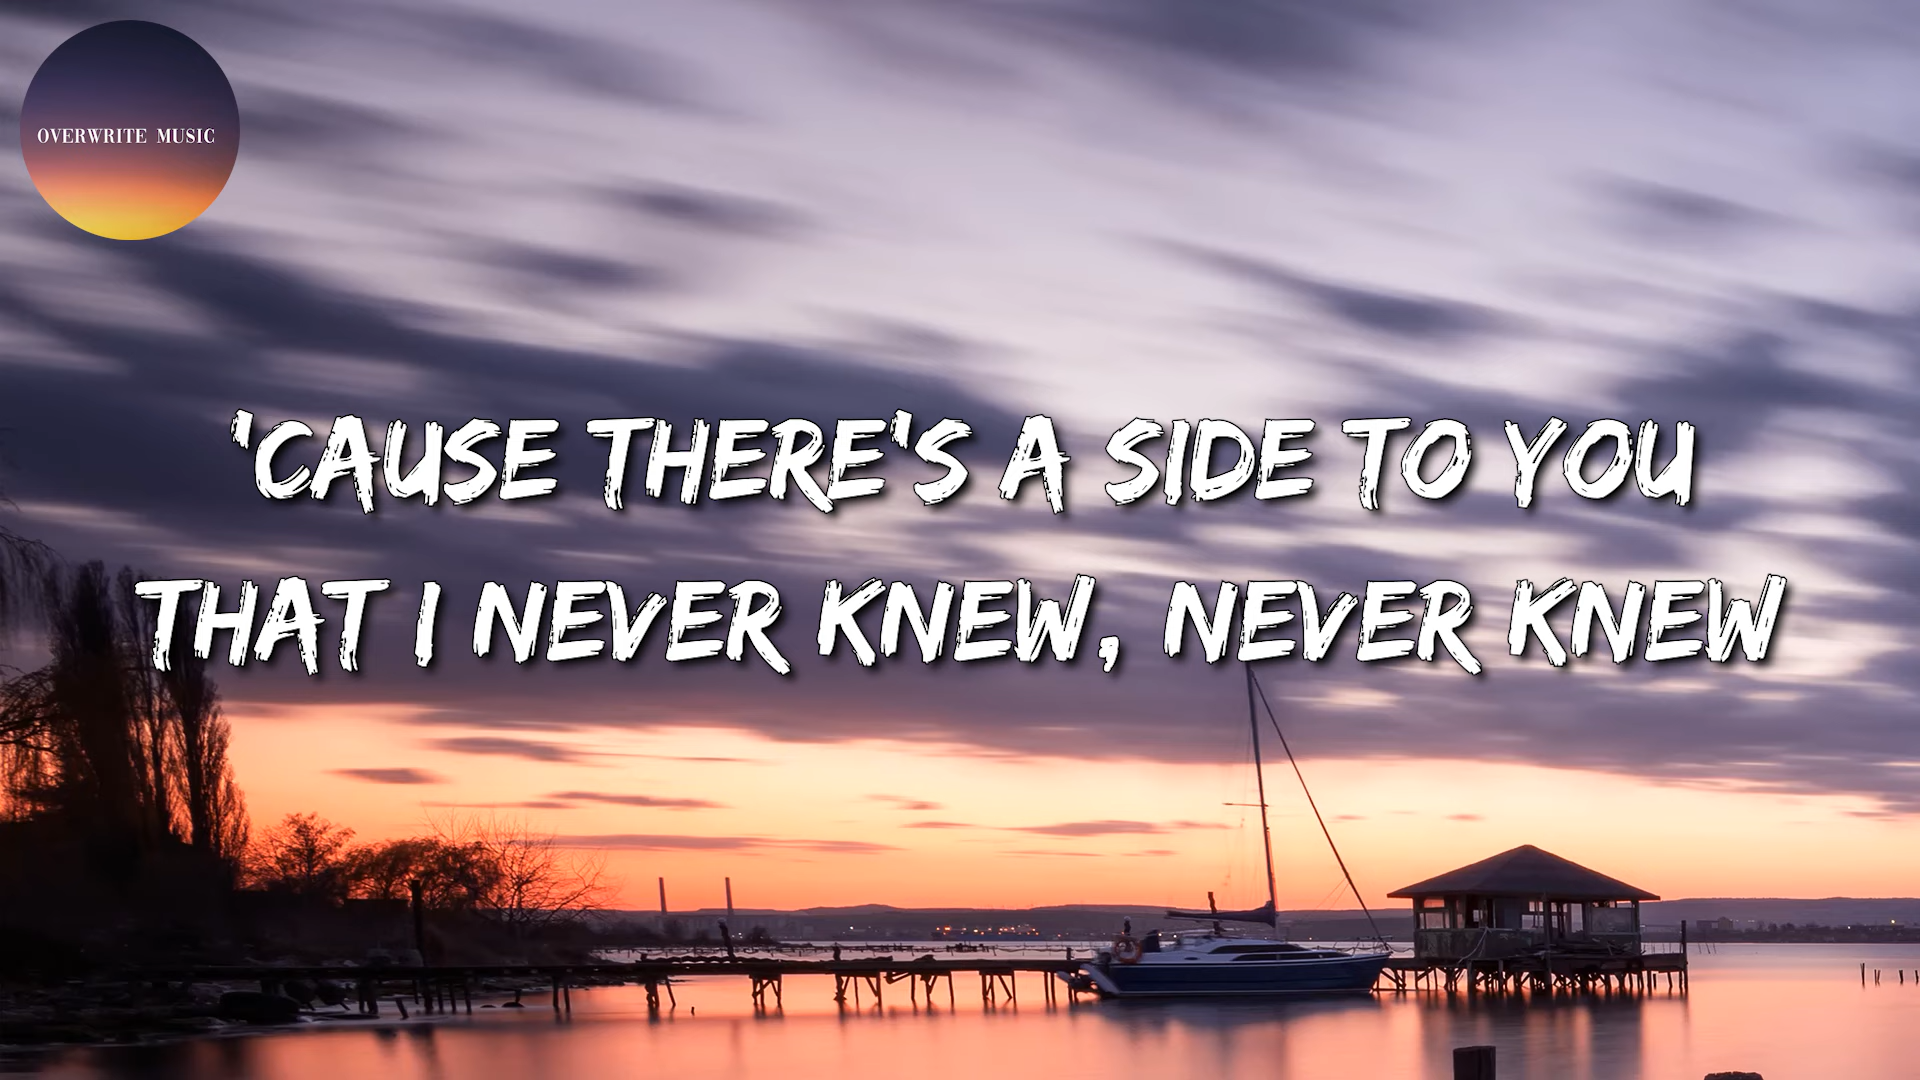 OVERWRITE MUSIC
'CAUSE THERE'S A SIDE TO YOU
THAT I NEVER KNEW, NEVER KNEW